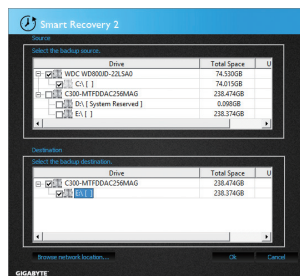 Smart Recovery 2
Source
Select the backup source.
Drive Total Space U
WDC WD800JD-22LSA0 74.530GB
C:\ [ ] 74.015GB
C300-MTFDDAC256MAG 238.474GB
D:\ [ System Reserved ] 0.098GB
E:\ [ ] 238.374GB
Destination
Select the backup destination.
Drive Total Space U
C300-MTFDDAC256MAG 238.474GB
E:\ [ ] 238.374GB
Browse network location... Ok Cancel
GIGABYTE